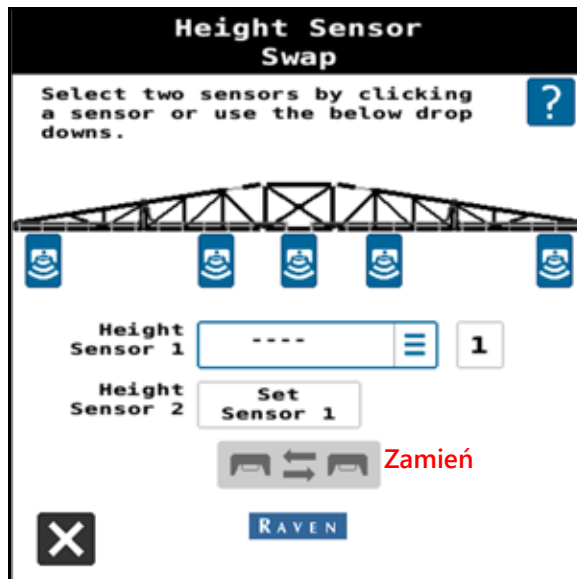 Height Sensor
Swap
Select two sensors by clicking
a sensor or use the below drop
downs.
?
Height
Sensor 1
----
1
Height
Sensor 2
Set
Sensor 1
Zamień
RAVEN